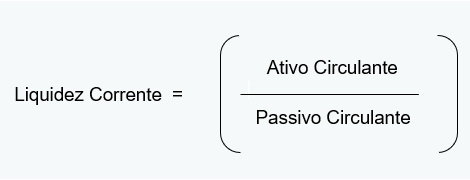 Ativo Circulante
Liquidez Corrente =
Passivo Circulante